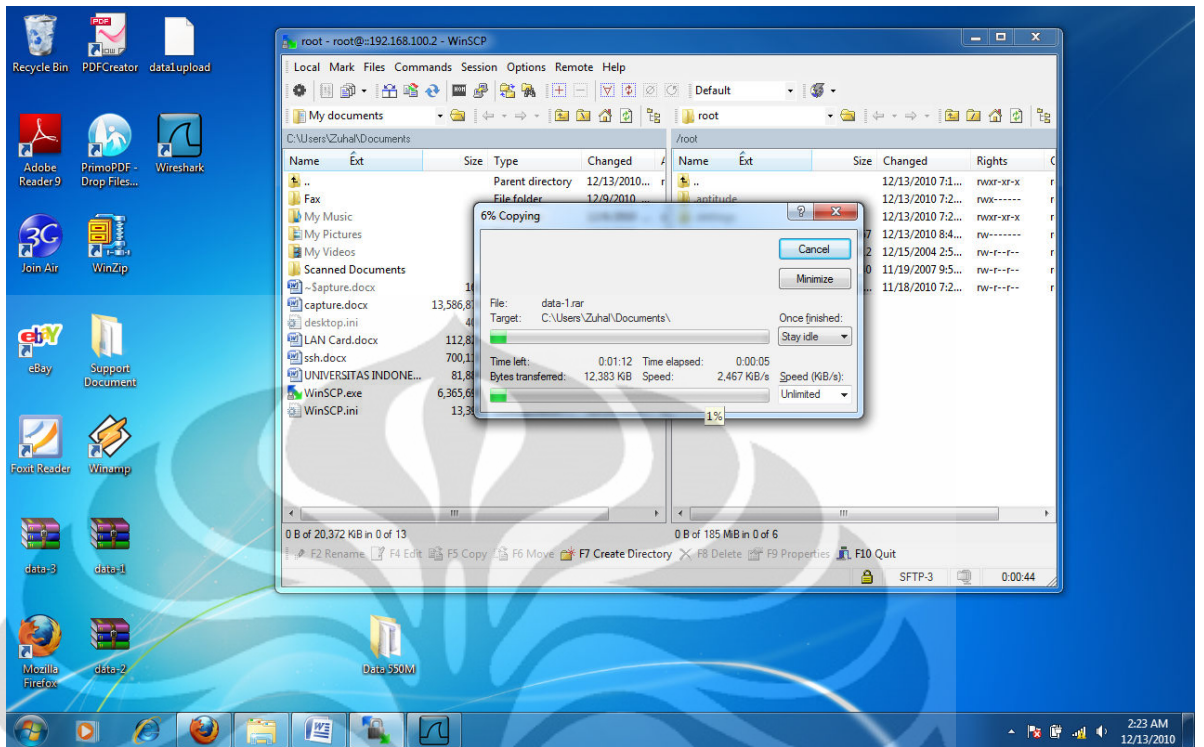 Recycle Bin
PDFCreator
data1upload
Adobe Reader 9
PrimoPDF - Drop Files...
Wireshark
Join Air
WinZip
eBay
Support Document
Foxit Reader
Winamp
data-3
data-1
Mozilla Firefox
data-2
Data 550M
root - root@::192.168.100.2 - WinSCP
Local Mark Files Commands Session Options Remote Help
Default
My documents
root
C:\Users\Zuhal\Documents
/root
Name Ext Size Type Changed
Name Ext Size Changed Rights
.. Parent directory 12/13/2010...
Fax File folder 12/9/2010
My Music
My Pictures
My Videos
Scanned Documents
~$apture.docx
capture.docx 13,586,8
desktop.ini
LAN Card.docx 112,8
ssh.docx 700,1
UNIVERSITAS INDONE... 81,8
WinSCP.exe 6,365,6
WinSCP.ini 13,3
.. 12/13/2010 7:1... rwxr-xr-x
aptitude 12/13/2010 7:2... rwx------
12/13/2010 7:2... rwxr-xr-x
12/13/2010 8:4... rw-------
12/15/2004 2:5... rw-r--r--
11/19/2007 9:5... rw-r--r--
11/18/2010 7:2... rw-r--r--
6% Copying
Cancel
Minimize
File: data-1.rar
Target: C:\Users\Zuhal\Documents\
Once finished:
Stay idle
Time left: 0:01:12 Time elapsed: 0:00:05
Bytes transferred: 12,383 KiB Speed: 2,467 KiB/s
Speed (KiB/s):
Unlimited
1%
0 B of 20,372 KiB in 0 of 13
0 B of 185 MiB in 0 of 6
F2 Rename F4 Edit F5 Copy F6 Move F7 Create Directory F8 Delete F9 Properties F10 Quit
SFTP-3 0:00:44
2:23 AM
12/13/2010